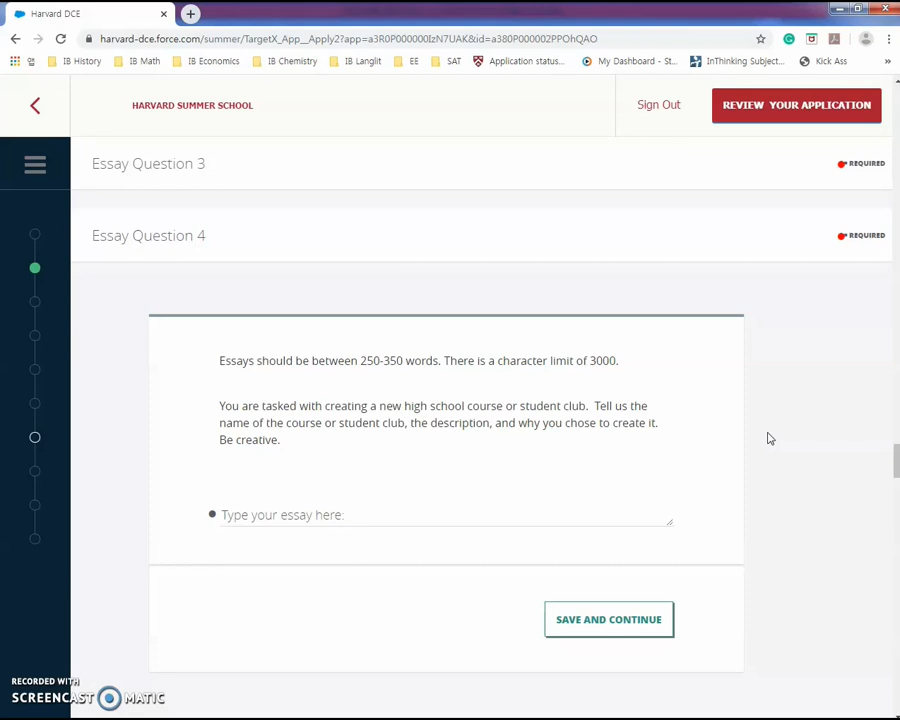 Harvard DCE
harvard-dce.force.com/summer/TargetX_App__Apply2?app=a3R0P000000IzN7UAK&id=a380P000002PPOhQAO
IB History IB Math IB Economics IB Chemistry IB Langlit EE SAT Application status... My Dashboard - St... InThinking Subject... Kick Ass »
HARVARD SUMMER SCHOOL Sign Out REVIEW YOUR APPLICATION
Essay Question 3 REQUIRED
Essay Question 4 REQUIRED
Essays should be between 250-350 words. There is a character limit of 3000.
You are tasked with creating a new high school course or student club. Tell us the
name of the course or student club, the description, and why you chose to create it.
Be creative.
Type your essay here:
SAVE AND CONTINUE
RECORDED WITH
SCREENCAST MATIC